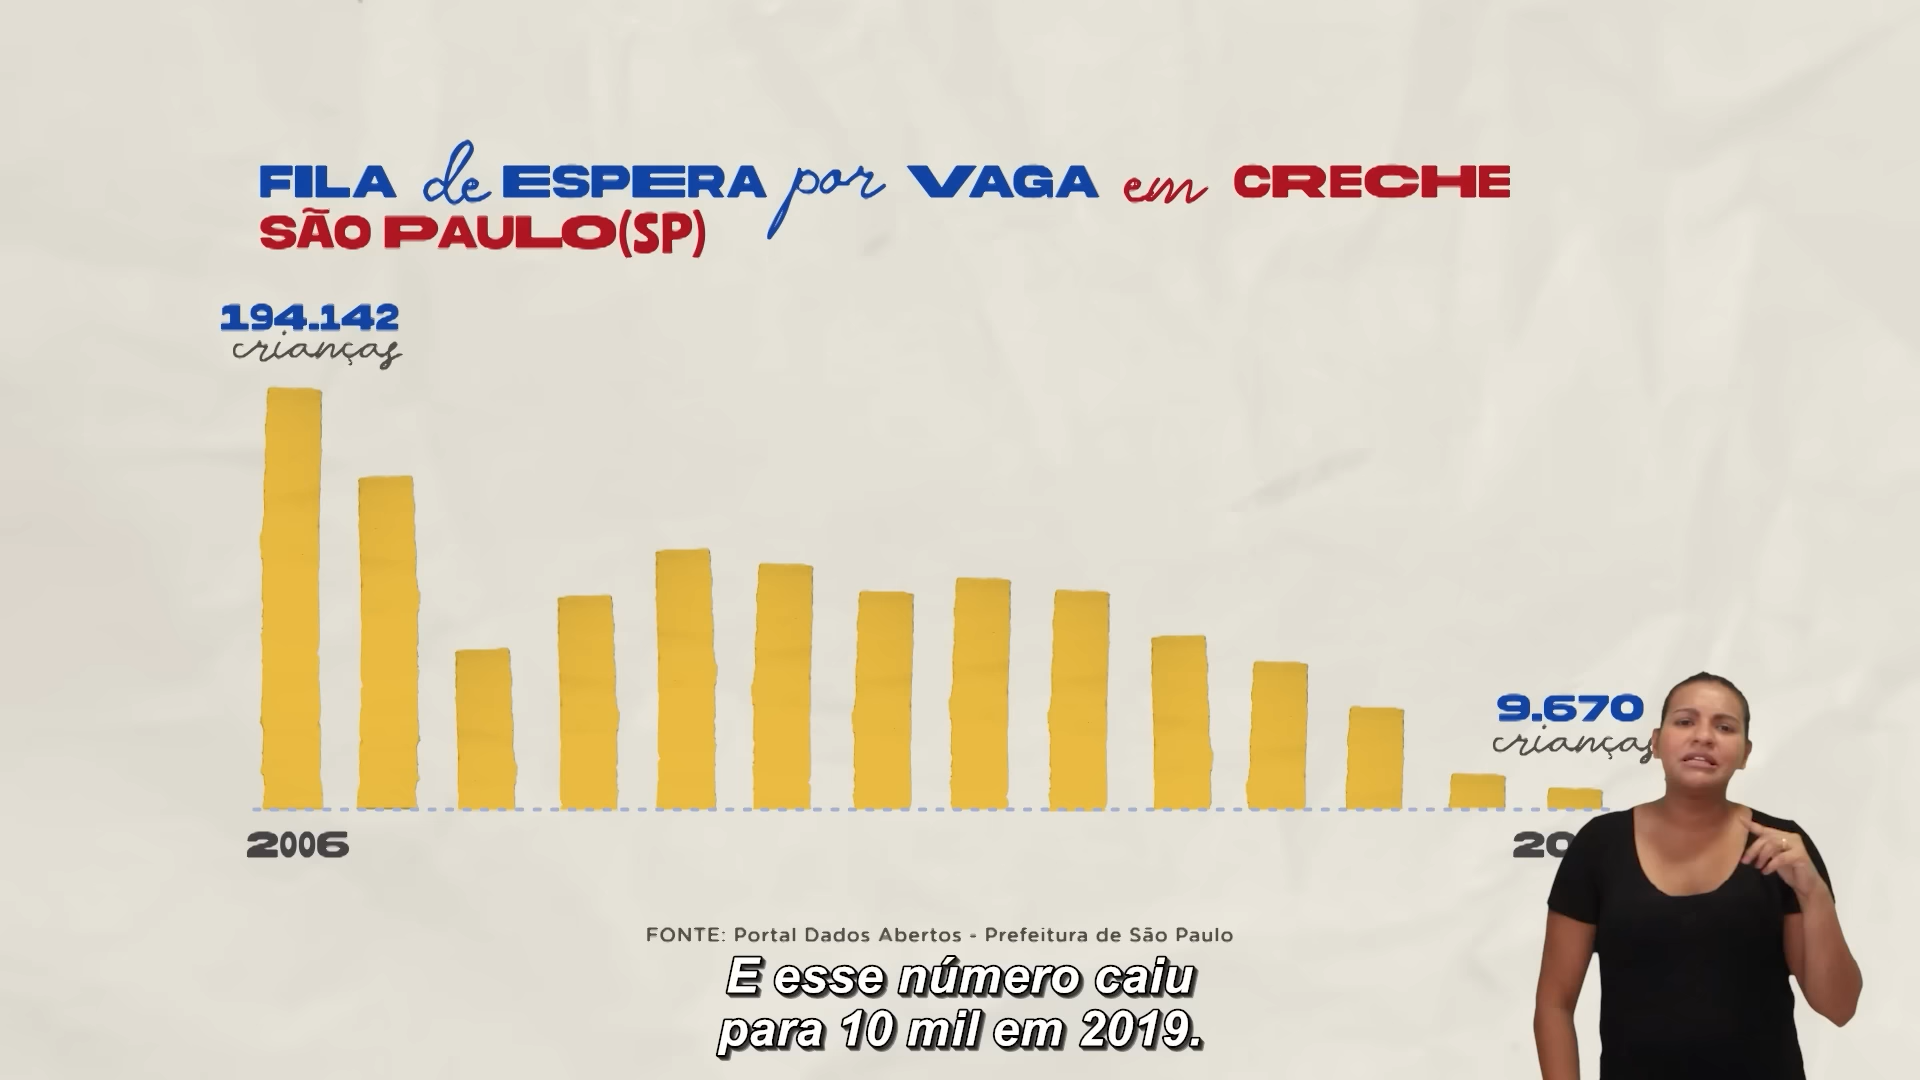 FILA de ESPERA por VAGA em CRECHE
SÃO PAULO(SP)
194.142
crianças
9.670
crianças
2006
FONTE: Portal Dados Abertos - Prefeitura de São Paulo
E esse número caiu
para 10 mil em 2019.